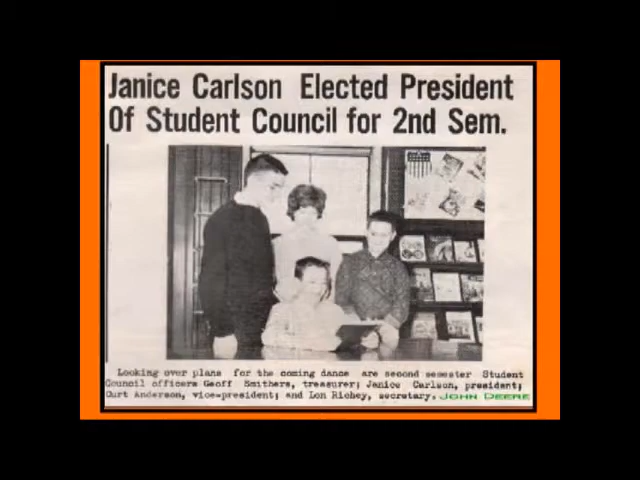 Janice Carlson Elected President
Of Student Council for 2nd Sem.
Looking over plans for the coming dance are second semester Student
Council officers Geoff Smithers, treasurer; Janice Carlson, president;
Curt Anderson, vice-president; and Lon Richey, secretary. JOHN DEERE